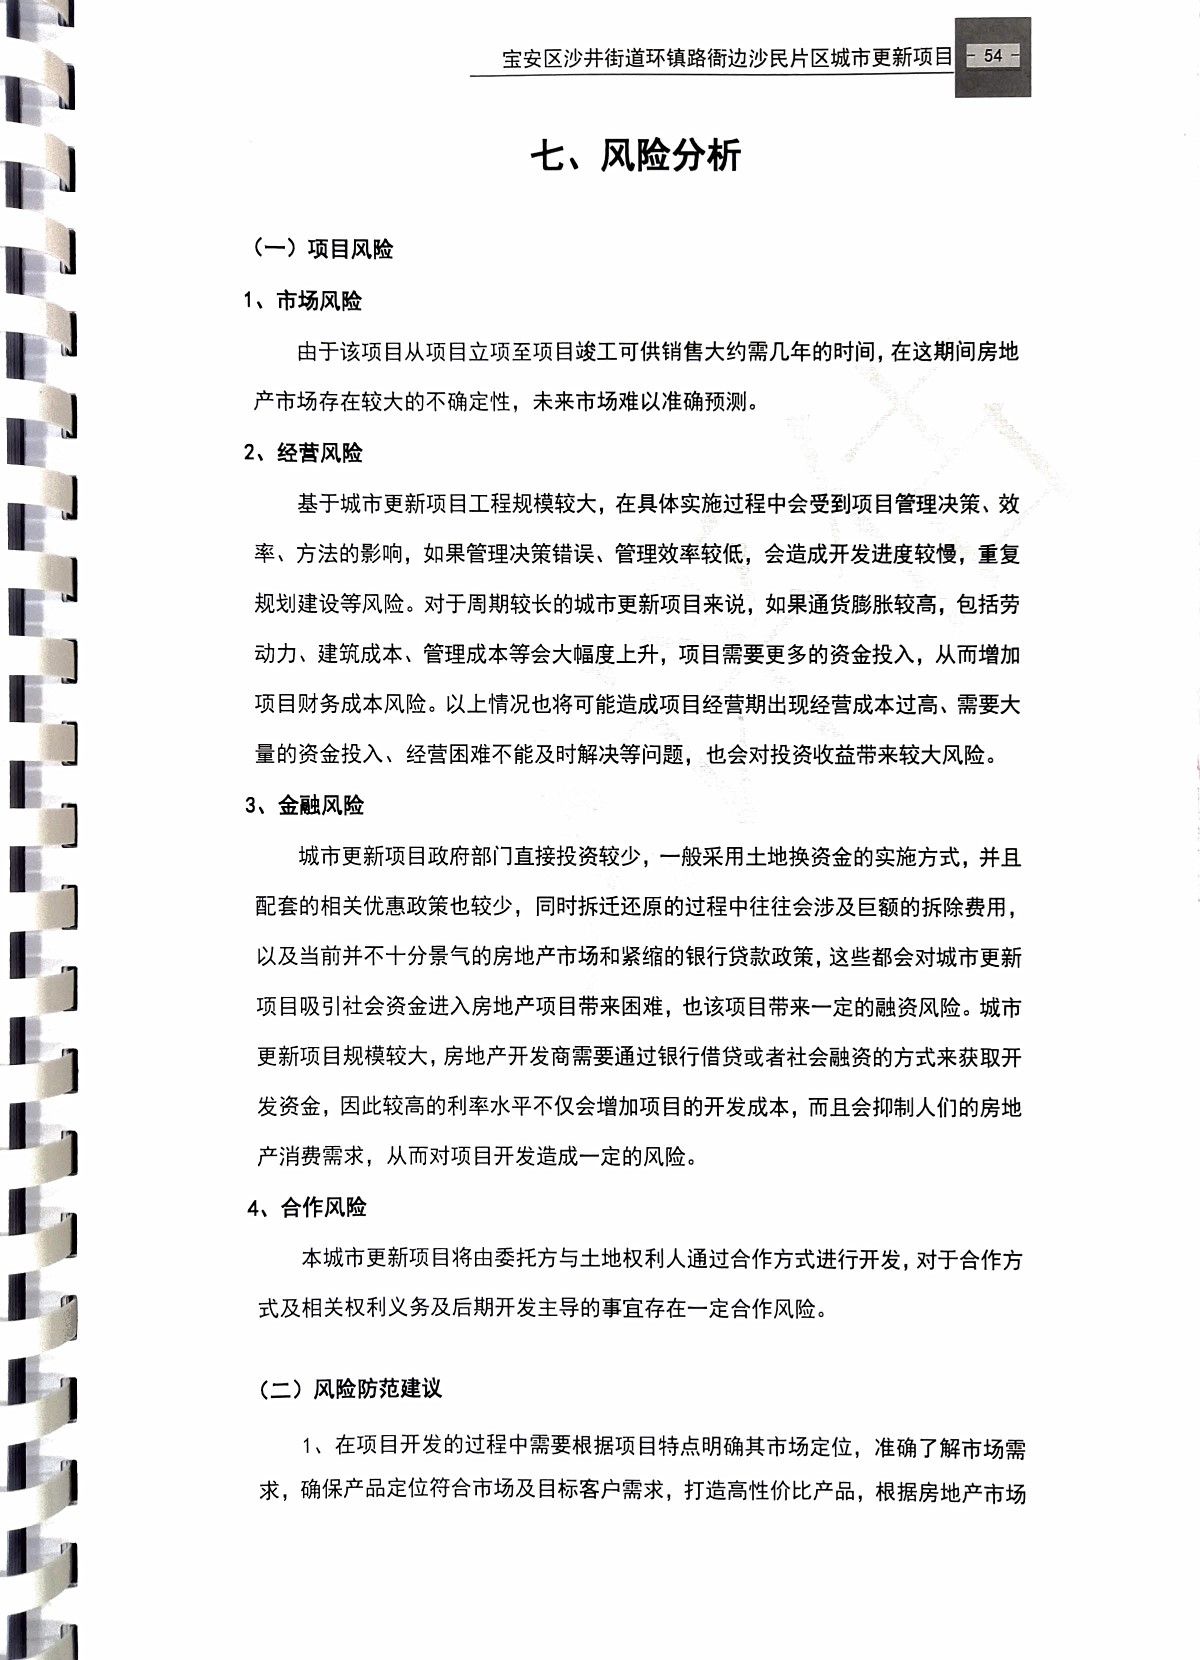 宝安区沙井街道环镇路衙边沙民片区城市更新项目
- 54 -
七、风险分析
（一）项目风险
1、市场风险
由于该项目从项目立项至项目竣工可供销售大约需几年的时间，在这期间房地
产市场存在较大的不确定性，未来市场难以准确预测。
2、经营风险
基于城市更新项目工程规模较大，在具体实施过程中会受到项目管理决策、效
率、方法的影响，如果管理决策错误、管理效率较低，会造成开发进度较慢，重复
规划建设等风险。对于周期较长的城市更新项目来说，如果通货膨胀较高，包括劳
动力、建筑成本、管理成本等会大幅度上升，项目需要更多的资金投入，从而增加
项目财务成本风险。以上情况也将可能造成项目经营期出现经营成本过高、需要大
量的资金投入、经营困难不能及时解决等问题，也会对投资收益带来较大风险。
3、金融风险
城市更新项目政府部门直接投资较少，一般采用土地换资金的实施方式，并且
配套的相关优惠政策也较少，同时拆迁还原的过程中往往会涉及巨额的拆除费用，
以及当前并不十分景气的房地产市场和紧缩的银行贷款政策，这些都会对城市更新
项目吸引社会资金进入房地产项目带来困难，也该项目带来一定的融资风险。城市
更新项目规模较大，房地产开发商需要通过银行借贷或者社会融资的方式来获取开
发资金，因此较高的利率水平不仅会增加项目的开发成本，而且会抑制人们的房地
产消费需求，从而对项目开发造成一定的风险。
4、合作风险
本城市更新项目将由委托方与土地权利人通过合作方式进行开发，对于合作方
式及相关权利义务及后期开发主导的事宜存在一定合作风险。
（二）风险防范建议
1、在项目开发的过程中需要根据项目特点明确其市场定位，准确了解市场需
求，确保产品定位符合市场及目标客户需求，打造高性价比产品，根据房地产市场